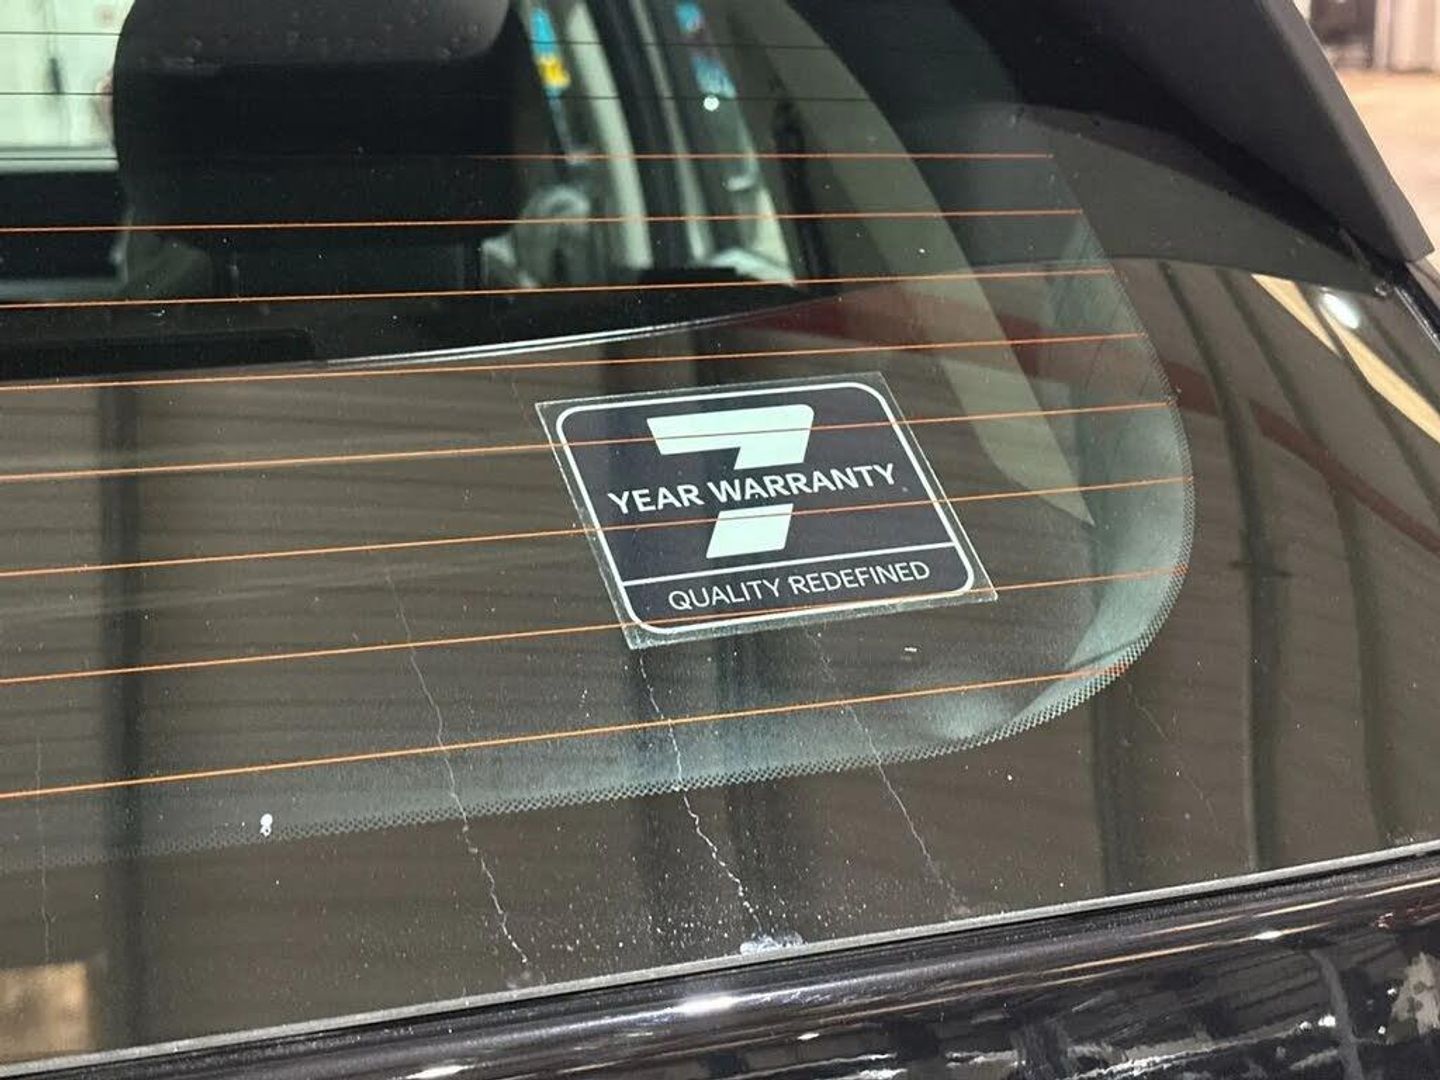 7
YEAR WARRANTY
QUALITY REDEFINED